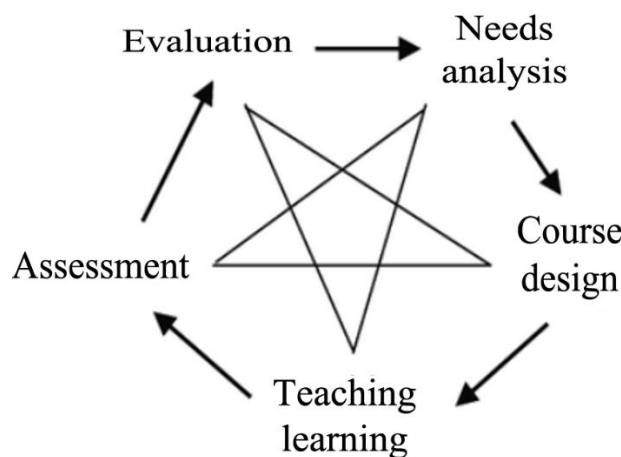 Evaluation
Needs
analysis
Course
design
Teaching
learning
Assessment